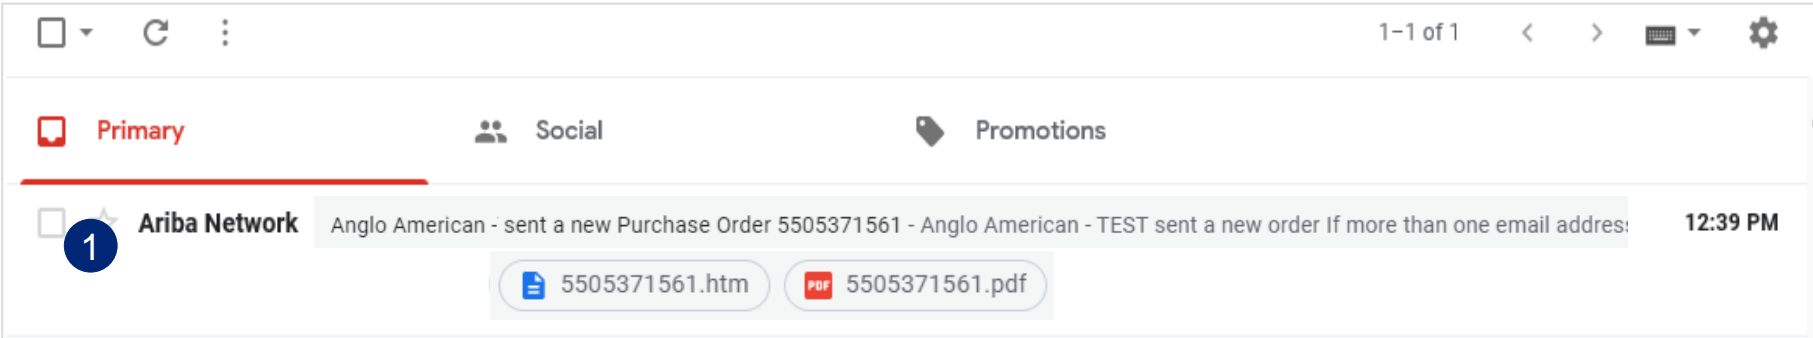 1–1 of 1
Primary Social Promotions
Ariba Network Anglo American - sent a new Purchase Order 5505371561 - Anglo American - TEST sent a new order If more than one email address 12:39 PM
1
5505371561.htm PDF 5505371561.pdf